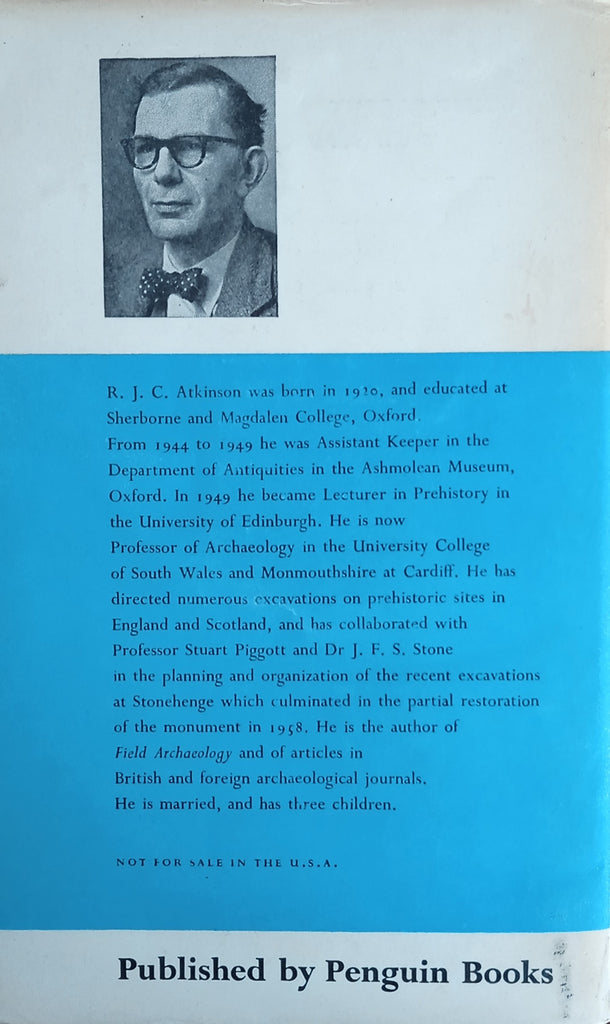 R. J. C. Atkinson was born in 1920, and educated at
Sherborne and Magdalen College, Oxford.
From 1944 to 1949 he was Assistant Keeper in the
Department of Antiquities in the Ashmolean Museum,
Oxford. In 1949 he became Lecturer in Prehistory in
the University of Edinburgh. He is now
Professor of Archaeology in the University College
of South Wales and Monmouthshire at Cardiff. He has
directed numerous excavations on prehistoric sites in
England and Scotland, and has collaborated with
Professor Stuart Piggott and Dr J. F. S. Stone
in the planning and organization of the recent excavations
at Stonehenge which culminated in the partial restoration
of the monument in 1958. He is the author of
Field Archaeology and of articles in
British and foreign archaeological journals.
He is married, and has three children.
NOT FOR SALE IN THE U.S.A.
Published by Penguin Books